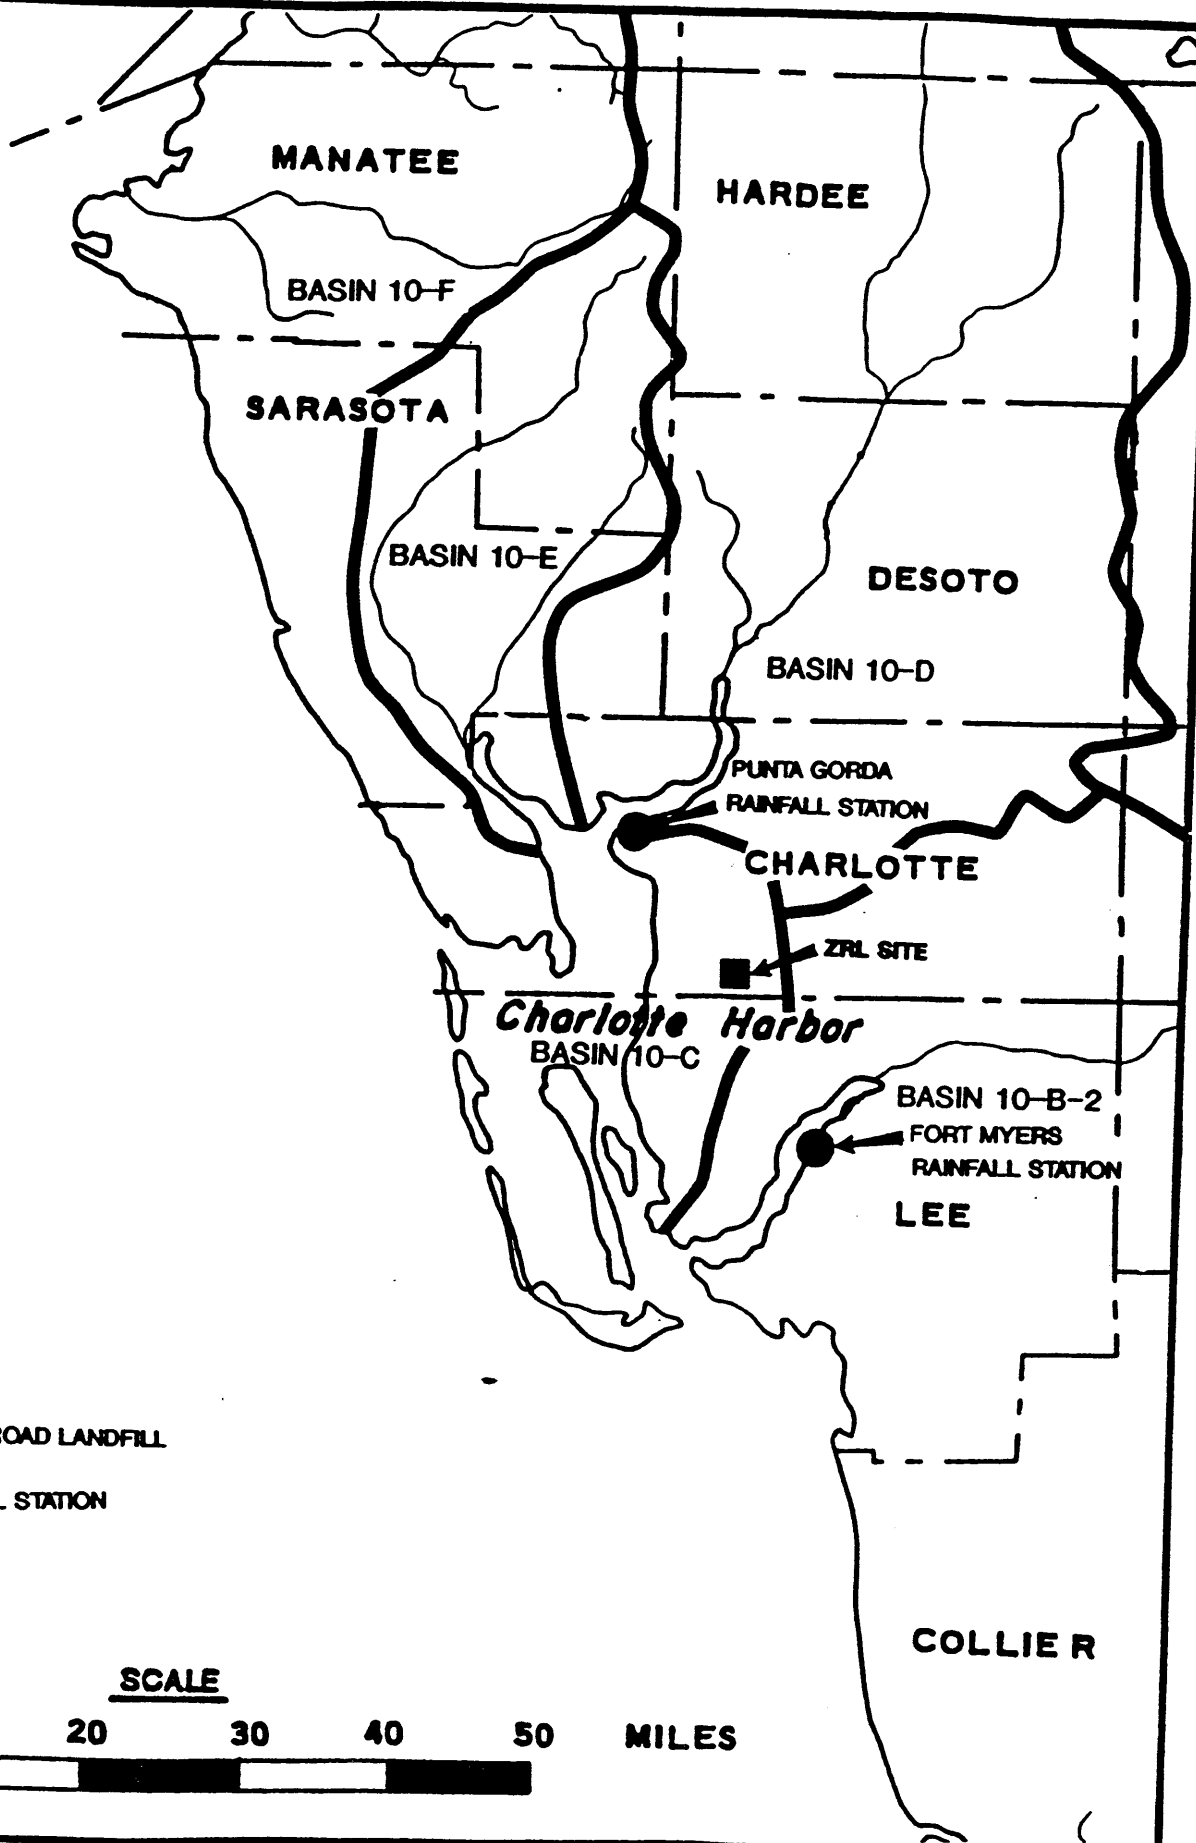 MANATEE
HARDEE
BASIN 10-F
SARASOTA
BASIN 10-E
DESOTO
BASIN 10-D
PUNTA GORDA
RAINFALL STATION
CHARLOTTE
ZRL SITE
Charlotte Harbor
BASIN 10-C
BASIN 10-B-2
FORT MYERS
RAINFALL STATION
LEE
OAD LANDFILL
STATION
COLLIER
SCALE
20 30 40 50 MILES